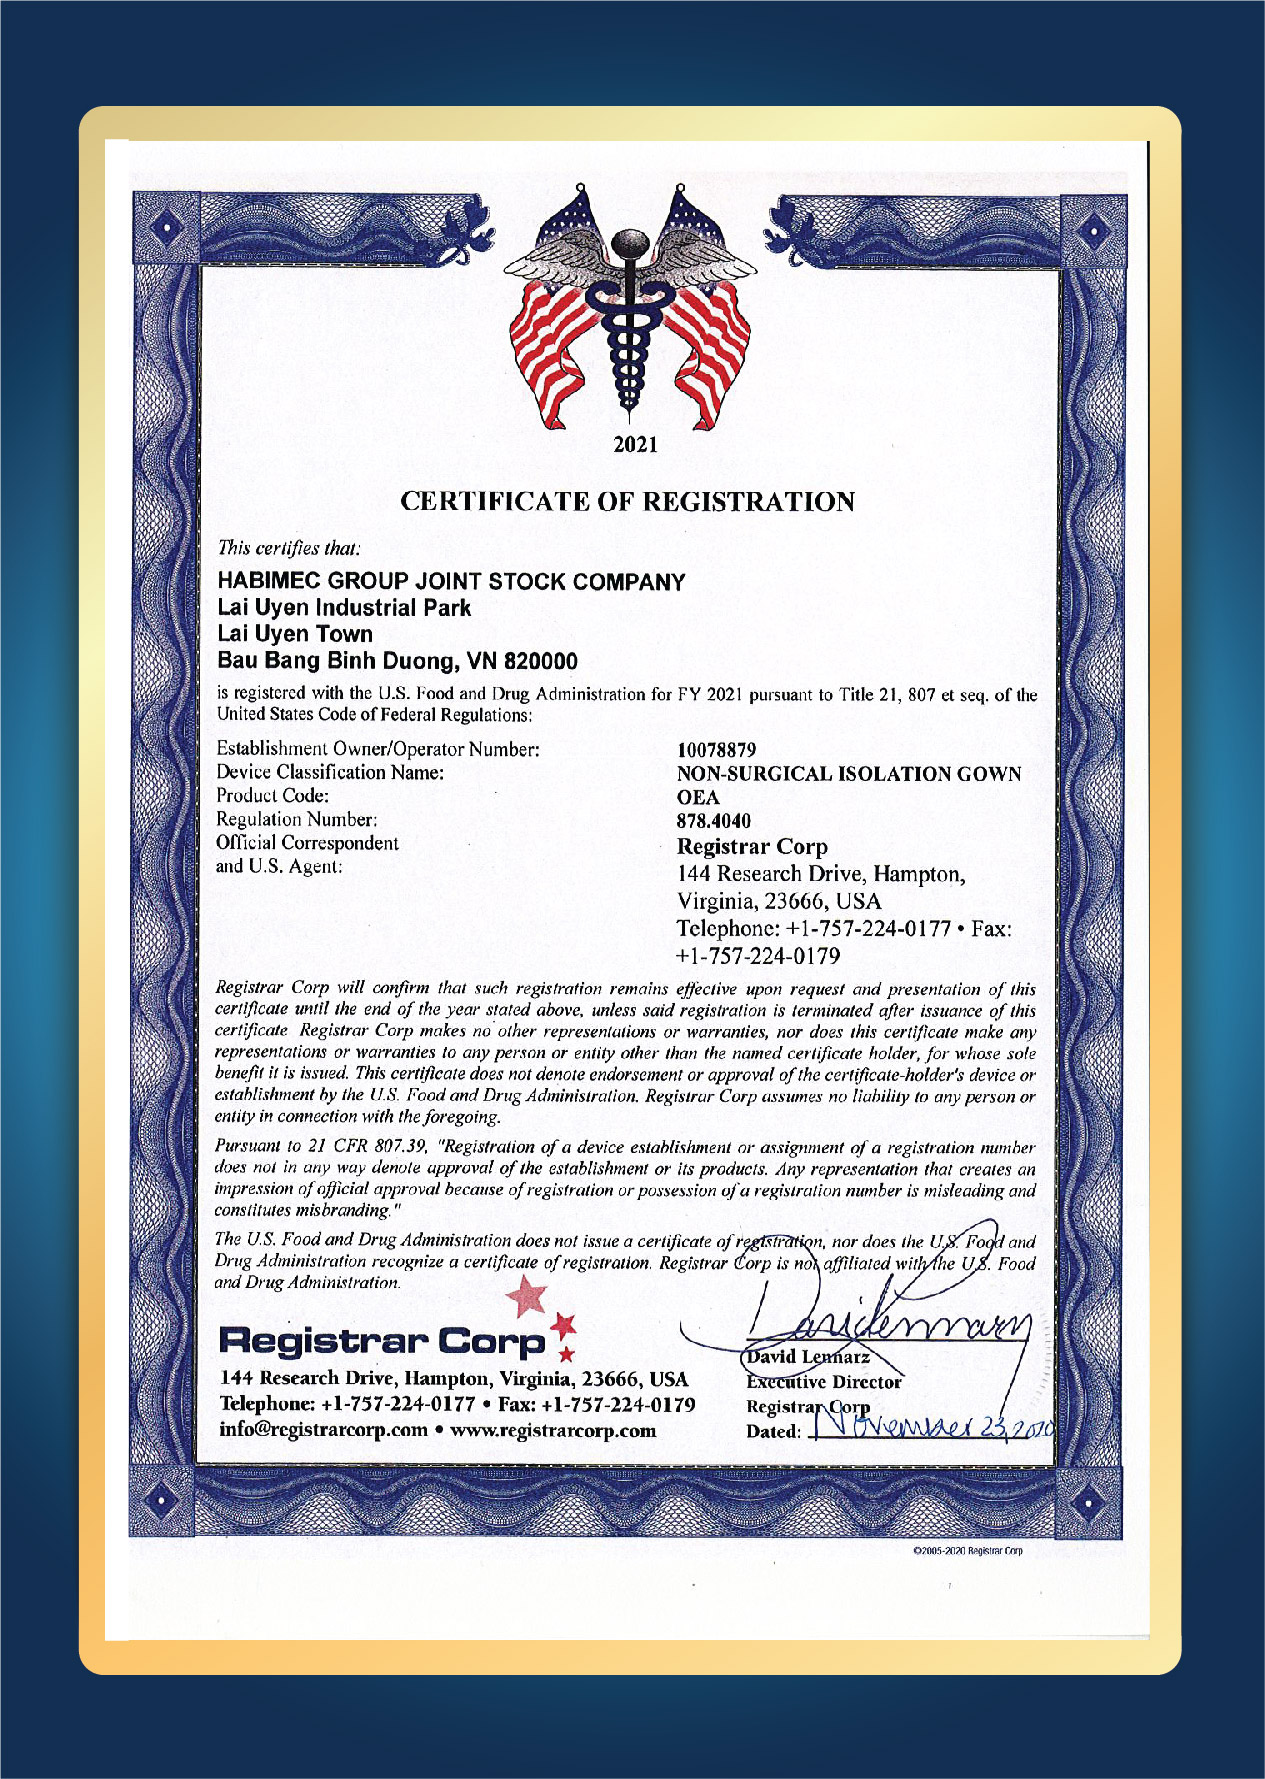 2021
CERTIFICATE OF REGISTRATION
This certifies that:
HABIMEC GROUP JOINT STOCK COMPANY
Lai Uyen Industrial Park
Lai Uyen Town
Bau Bang Binh Duong, VN 820000
is registered with the U.S. Food and Drug Administration for FY 2021 pursuant to Title 21, 807 et seq. of the
United States Code of Federal Regulations:
Establishment Owner/Operator Number: 10078879
Device Classification Name: NON-SURGICAL ISOLATION GOWN
Product Code: OEA
Regulation Number: 878.4040
Official Correspondent Registrar Corp
and U.S. Agent: 144 Research Drive, Hampton,
Virginia, 23666, USA
Telephone: +1-757-224-0177 • Fax:
+1-757-224-0179
Registrar Corp will confirm that such registration remains effective upon request and presentation of this
certificate until the end of the year stated above, unless said registration is terminated after issuance of this
certificate Registrar Corp makes no other representations or warranties, nor does this certificate make any
representations or warranties to any person or entity other than the named certificate holder, for whose sole
benefit it is issued. This certificate does not denote endorsement or approval of the certificate-holder's device or
establishment by the U.S. Food and Drug Administration. Registrar Corp assumes no liability to any person or
entity in connection with the foregoing.
Pursuant to 21 CFR 807.39, "Registration of a device establishment or assignment of a registration number
does not in any way denote approval of the establishment or its products. Any representation that creates an
impression of official approval because of registration or possession of a registration number is misleading and
constitutes misbranding."
The U.S. Food and Drug Administration does not issue a certificate of registration, nor does the U.S. Food and
Drug Administration recognize a certificate of registration. Registrar Corp is not affiliated with the U.S. Food
and Drug Administration.
Registrar Corp
144 Research Drive, Hampton, Virginia, 23666, USA
Telephone: +1-757-224-0177 • Fax: +1-757-224-0179
info@registrarcorp.com • www.registrarcorp.com
David Lennarz
Executive Director
Registrar Corp
Dated: November 23, 2020
©2005-2020 Registrar Corp